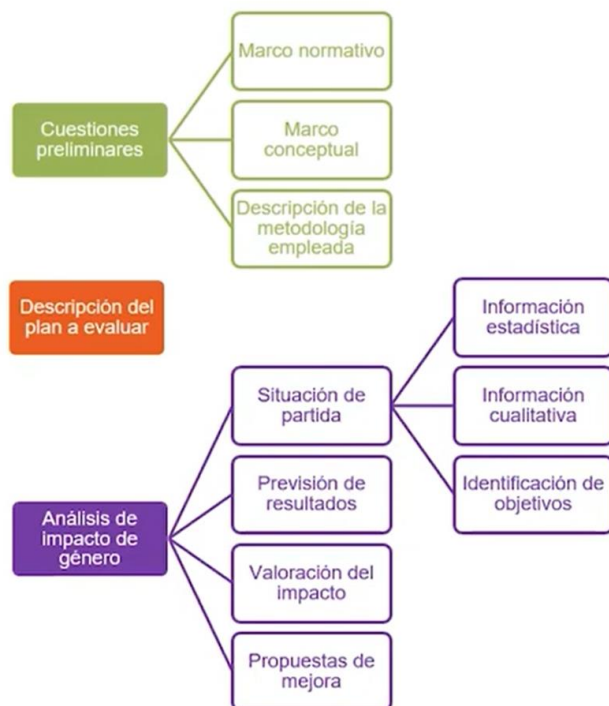 Marco normativo
Cuestiones
preliminares
Marco
conceptual
Descripción de la
metodología
empleada
Descripción del
plan a evaluar
Análisis de
impacto de
género
Situación de
partida
Información
estadística
Información
cualitativa
Identificación de
objetivos
Previsión de
resultados
Valoración del
impacto
Propuestas de
mejora